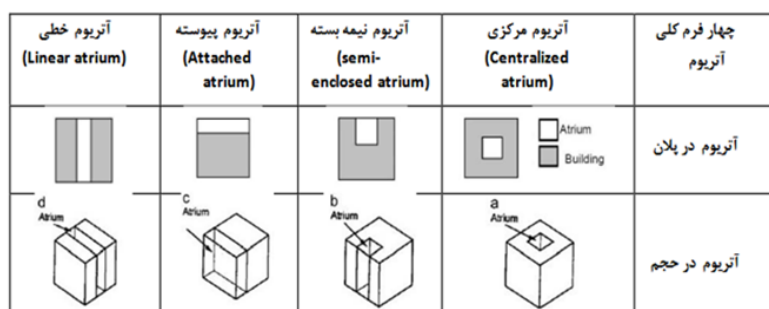 چهار فرم کلی
آتریوم
آتریوم مرکزی
(Centralized
atrium)
آتریوم نیمه بسته
(semi-
enclosed atrium)
آتریوم پیوسته
(Attached
atrium)
آتریوم خطی
(Linear atrium)
آتریوم در پلان
Atrium
Building
آتریوم در حجم
a
Atrium
b
Atrium
c
Atrium
d
Atrium